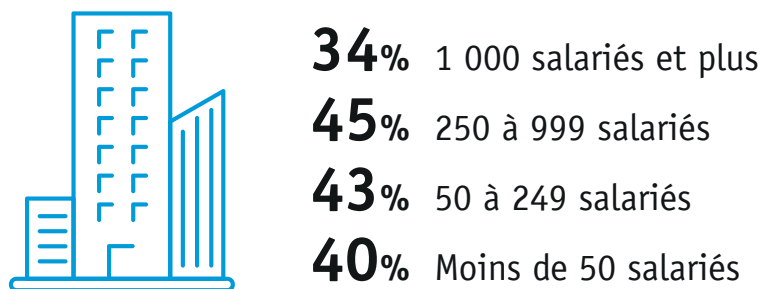 34% 1 000 salariés et plus
45% 250 à 999 salariés
43% 50 à 249 salariés
40% Moins de 50 salariés